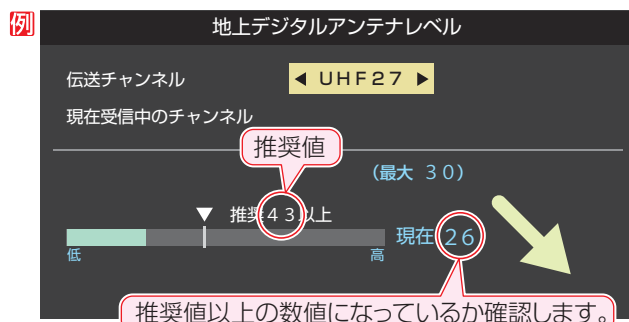 例
地上デジタルアンテナレベル
伝送チャンネル
◀ UHF27 ▶
現在受信中のチャンネル
推奨値
(最大 30)
▼ 推奨43以上
現在 26
低
高
推奨値以上の数値になっているか確認します。